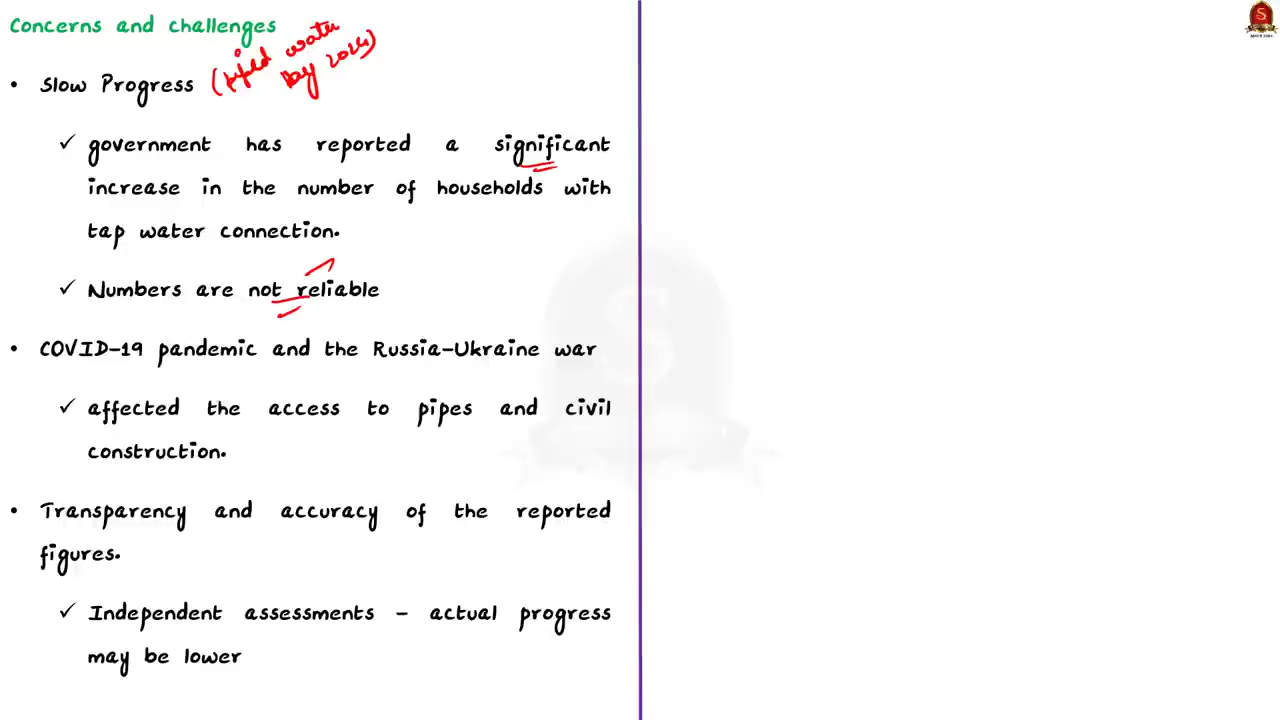 Concerns and challenges
• Slow Progress (piped water
by 2024)
✓ government has reported a significant
increase in the number of households with
tap water connection.
✓ Numbers are not reliable
• COVID-19 pandemic and the Russia-Ukraine war
✓ affected the access to pipes and civil
construction.
• Transparency and accuracy of the reported
figures.
✓ Independent assessments – actual progress
may be lower
S